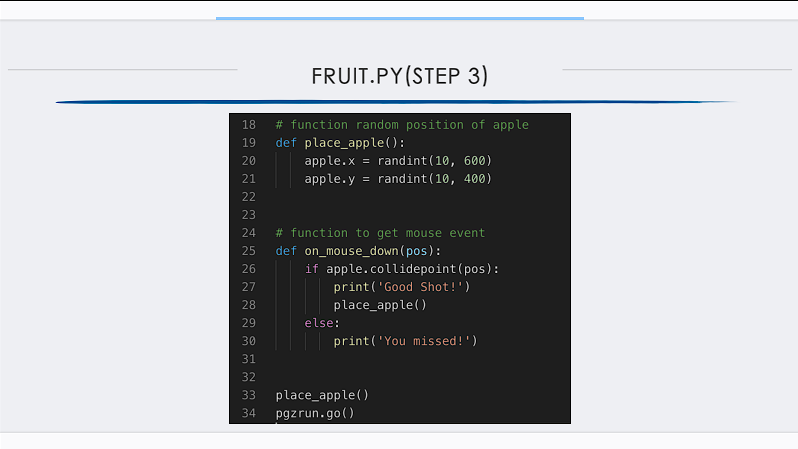 FRUIT.PY(STEP 3)
18 # function random position of apple
19 def place_apple():
20     apple.x = randint(10, 600)
21     apple.y = randint(10, 400)
22
23
24 # function to get mouse event
25 def on_mouse_down(pos):
26     if apple.collidepoint(pos):
27         print('Good Shot!')
28         place_apple()
29     else:
30         print('You missed!')
31
32
33 place_apple()
34 pgzrun.go()